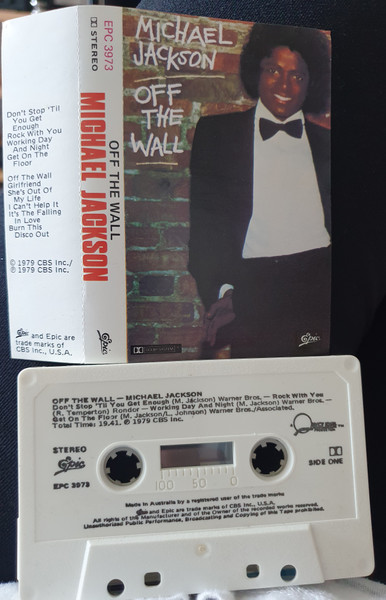 Don't Stop 'Til
You Get
Enough
Rock With You
Working Day
And Night
Get On The
Floor
Off The Wall
Girlfriend
She's Out Of
My Life
I Can't Help It
It's The Falling
In Love
Burn This
Disco Out
© 1979 CBS Inc./
℗ 1979 CBS Inc.
Epic and Epic are
trade marks of
CBS Inc., U.S.A.
EPC 3973
STEREO
OFF THE WALL
MICHAEL JACKSON
Epic
MICHAEL
JACKSON
OFF
THE
WALL
Epic
OFF THE WALL — MICHAEL JACKSON
Don't Stop 'Til You Get Enough (M. Jackson) Warner Bros. — Rock With You
(R. Temperton) Rondor — Working Day And Night (M. Jackson) Warner Bros. —
Get On The Floor (M. Jackson/L. Johnson) Warner Bros./Associated.
Total Time: 19.41. ℗ 1979 CBS Inc.
STEREO
Epic
EPC 3973
100 50 0
SIDE ONE
Made in Australia by a registered user of the trade marks
Epic and Epic are trade marks of CBS Inc., U.S.A.
All rights of the Manufacturer and of the Owner of the recorded works reserved.
Unauthorized Public Performance, Broadcasting and Copying of this Tape prohibited.